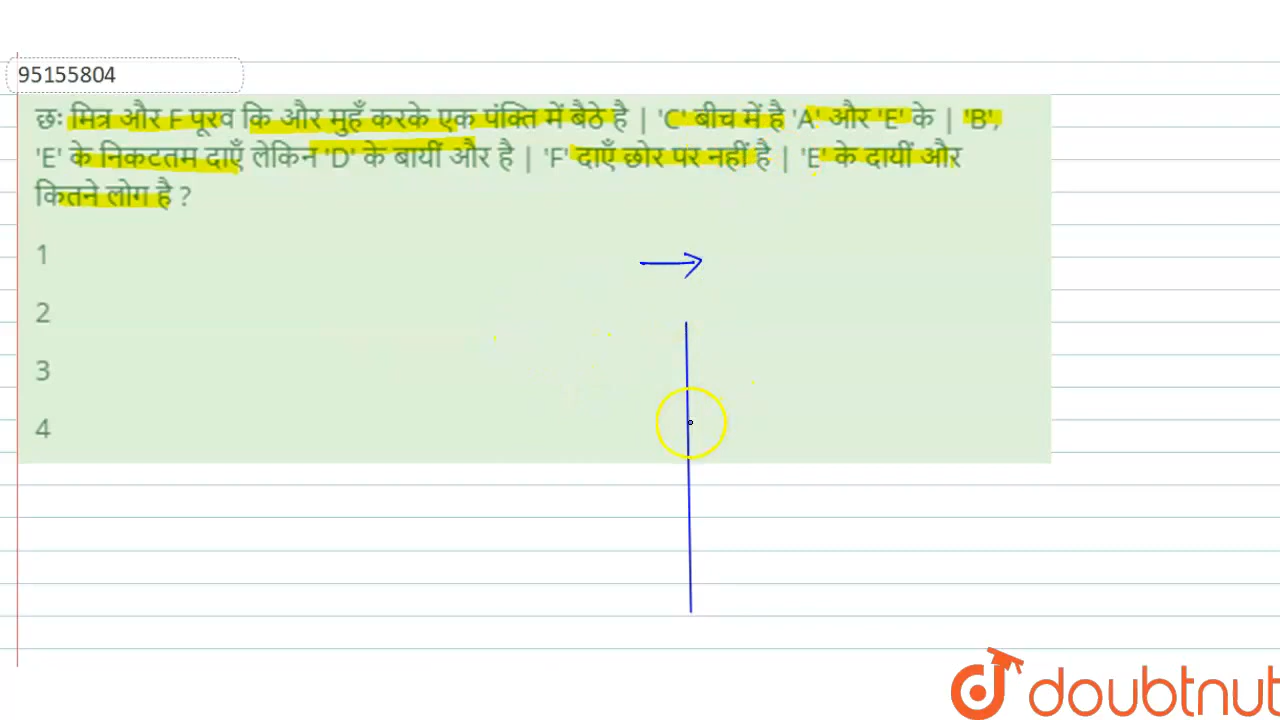 95155804
छः मित्र और F पूरव कि और मुहँ करके एक पंक्ति में बैठे है | 'C' बीच में है 'A' और 'E' के | 'B',
'E' के निकटतम दाएँ लेकिन 'D' के बायीं और है | 'F' दाएँ छोर पर नहीं है | 'E' के दायीं और
कितने लोग है ?
1
2
3
4
doubtnut